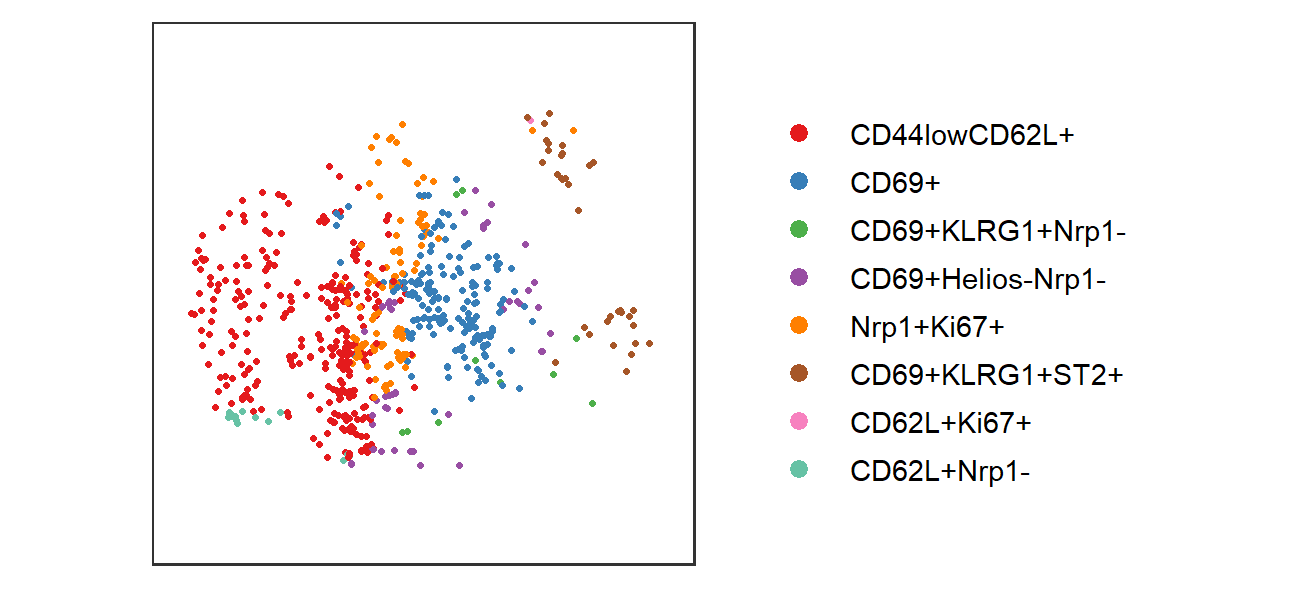 CD44lowCD62L+
CD69+
CD69+KLRG1+Nrp1-
CD69+Helios-Nrp1-
Nrp1+Ki67+
CD69+KLRG1+ST2+
CD62L+Ki67+
CD62L+Nrp1-